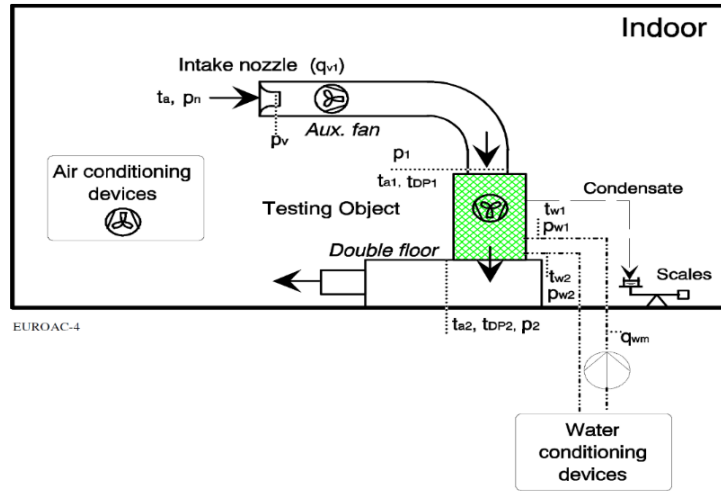 Indoor
Intake nozzle (qv1)
ta, pn
Aux. fan
pv
p1
ta1, tDP1
Air conditioning
devices
Testing Object
Condensate
tw1
pw1
Double floor
tw2
pw2
Scales
EUROAC-4
ta2, tDP2, p2
qwm
Water
conditioning
devices